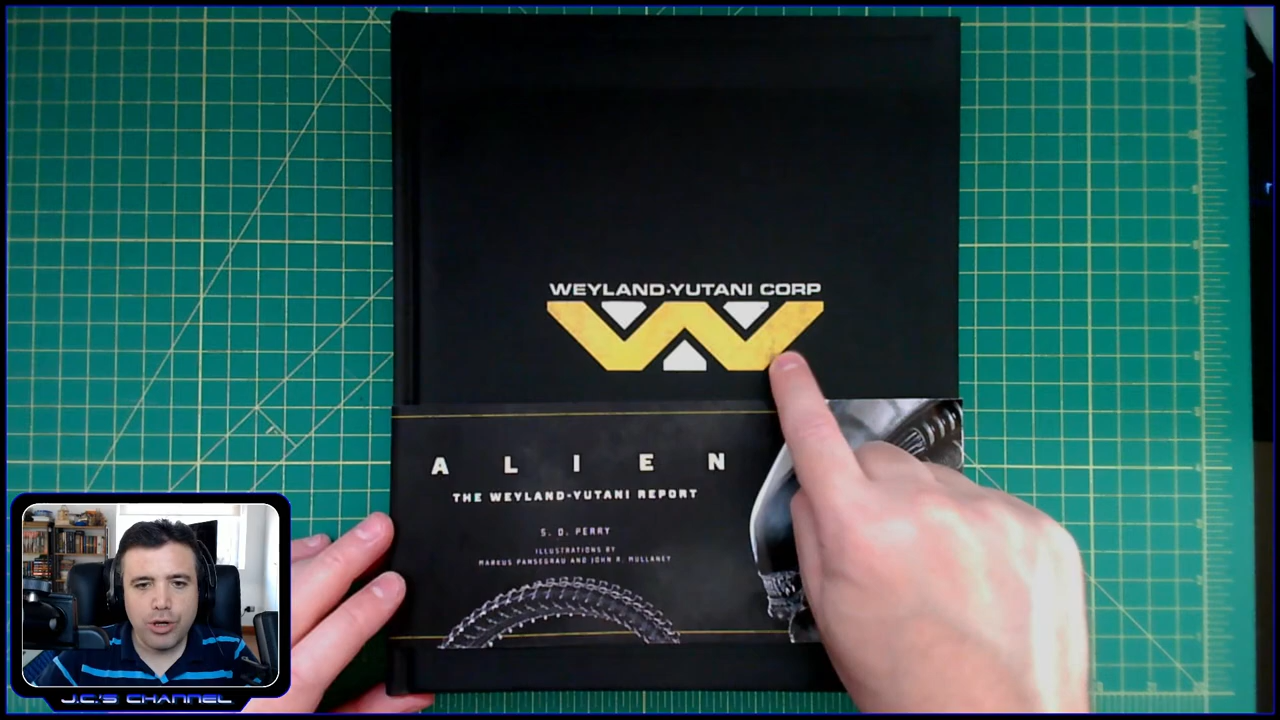 WEYLAND-YUTANI CORP
A L I E N
THE WEYLAND-YUTANI REPORT
S. D. PERRY
ILLUSTRATIONS BY
MARKUS PANSEGRAU AND JOHN R. MULLANEY
J.C.'S CHANNEL